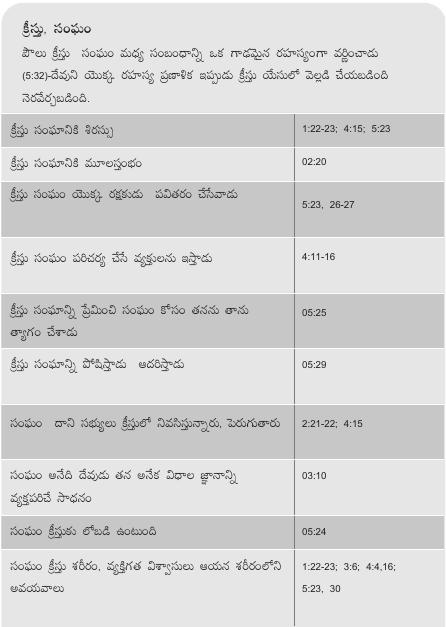 క్రీస్తు, సంఘం
పౌలు క్రీస్తు సంఘం మధ్య సంబంధాన్ని ఒక గాఢమైన రహస్యంగా వర్ణించాడు
(5:32)-దేవుని యొక్క రహస్య ప్రణాళిక ఇప్పుడు క్రీస్తు యేసులో వెల్లడి చేయబడింది
నెరవేర్చబడింది.
క్రీస్తు సంఘానికి శిరస్సు 1:22-23; 4:15; 5:23
క్రీస్తు సంఘానికి మూలస్తంభం 02:20
క్రీస్తు సంఘం యొక్క రక్షకుడు పవితరం చేసేవాడు 5:23, 26-27
క్రీస్తు సంఘం పరిచర్య చేసే వ్యక్తులను ఇస్తాడు 4:11-16
క్రీస్తు సంఘాన్ని ప్రేమించి సంఘం కోసం తనను తాను 05:25
త్యాగం చేశాడు
క్రీస్తు సంఘాన్ని పోషిస్తాడు ఆదరిస్తాడు 05:29
సంఘం దాని సభ్యులు క్రీస్తులో నివసిస్తున్నారు, పెరుగుతారు 2:21-22; 4:15
సంఘం అనేది దేవుడు తన అనేక విధాల జ్ఞానాన్ని 03:10
వ్యక్తపరిచే సాధనం
సంఘం క్రీస్తుకు లోబడి ఉంటుంది 05:24
సంఘం క్రీస్తు శరీరం, వ్యక్తిగత విశ్వాసులు ఆయన శరీరంలోని 1:22-23; 3:6; 4:4,16;
అవయవాలు 5:23, 30